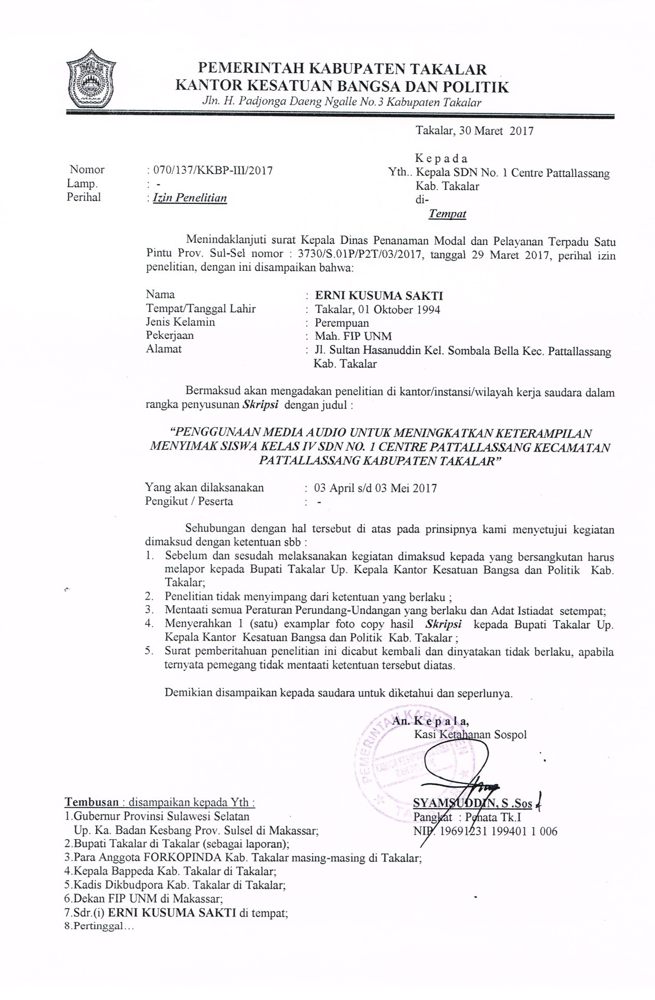 TAKALAR
PEMERINTAH KABUPATEN TAKALAR
KANTOR KESATUAN BANGSA DAN POLITIK
Jln. H. Padjonga Daeng Ngalle No.3 Kabupaten Takalar
Takalar, 30 Maret 2017
K e p a d a
Nomor : 070/137/KKBP-III/2017
Yth.. Kepala SDN No. 1 Centre Pattallassang
Lamp. : -
Kab. Takalar
Perihal : Izin Penelitian
di-
Tempat
Menindaklanjuti surat Kepala Dinas Penanaman Modal dan Pelayanan Terpadu Satu
Pintu Prov. Sul-Sel nomor : 3730/S.01P/P2T/03/2017, tanggal 29 Maret 2017, perihal izin
penelitian, dengan ini disampaikan bahwa:
Nama : ERNI KUSUMA SAKTI
Tempat/Tanggal Lahir : Takalar, 01 Oktober 1994
Jenis Kelamin : Perempuan
Pekerjaan : Mah. FIP UNM
Alamat : Jl. Sultan Hasanuddin Kel. Sombala Bella Kec. Pattallassang
Kab. Takalar
Bermaksud akan mengadakan penelitian di kantor/instansi/wilayah kerja saudara dalam
rangka penyusunan Skripsi dengan judul :
“PENGGUNAAN MEDIA AUDIO UNTUK MENINGKATKAN KETERAMPILAN
MENYIMAK SISWA KELAS IV SDN NO. 1 CENTRE PATTALLASSANG KECAMATAN
PATTALLASSANG KABUPATEN TAKALAR”
Yang akan dilaksanakan : 03 April s/d 03 Mei 2017
Pengikut / Peserta : -
Sehubungan dengan hal tersebut di atas pada prinsipnya kami menyetujui kegiatan
dimaksud dengan ketentuan sbb :
1. Sebelum dan sesudah melaksanakan kegiatan dimaksud kepada yang bersangkutan harus
melapor kepada Bupati Takalar Up. Kepala Kantor Kesatuan Bangsa dan Politik Kab.
Takalar;
2. Penelitian tidak menyimpang dari ketentuan yang berlaku ;
3. Mentaati semua Peraturan Perundang-Undangan yang berlaku dan Adat Istiadat setempat;
4. Menyerahkan 1 (satu) examplar foto copy hasil Skripsi kepada Bupati Takalar Up.
Kepala Kantor Kesatuan Bangsa dan Politik Kab. Takalar ;
5. Surat pemberitahuan penelitian ini dicabut kembali dan dinyatakan tidak berlaku, apabila
ternyata pemegang tidak mentaati ketentuan tersebut diatas.
Demikian disampaikan kepada saudara untuk diketahui dan seperlunya.
An. K e p a l a,
Kasi Ketahanan Sospol
PEMERINTAH KABUPATEN
KANTOR KESATUAN BANGSA
DAN POLITIK
SYAMSUDDIN, S .Sos
Pangkat : Penata Tk.I
NIP. 19691231 199401 1 006
Tembusan : disampaikan kepada Yth :
1.Gubernur Provinsi Sulawesi Selatan
Up. Ka. Badan Kesbang Prov. Sulsel di Makassar;
2.Bupati Takalar di Takalar (sebagai laporan);
3.Para Anggota FORKOPINDA Kab. Takalar masing-masing di Takalar;
4.Kepala Bappeda Kab. Takalar di Takalar;
5.Kadis Dikbudpora Kab. Takalar di Takalar;
6.Dekan FIP UNM di Makassar;
7.Sdr.(i) ERNI KUSUMA SAKTI di tempat;
8.Pertinggal…